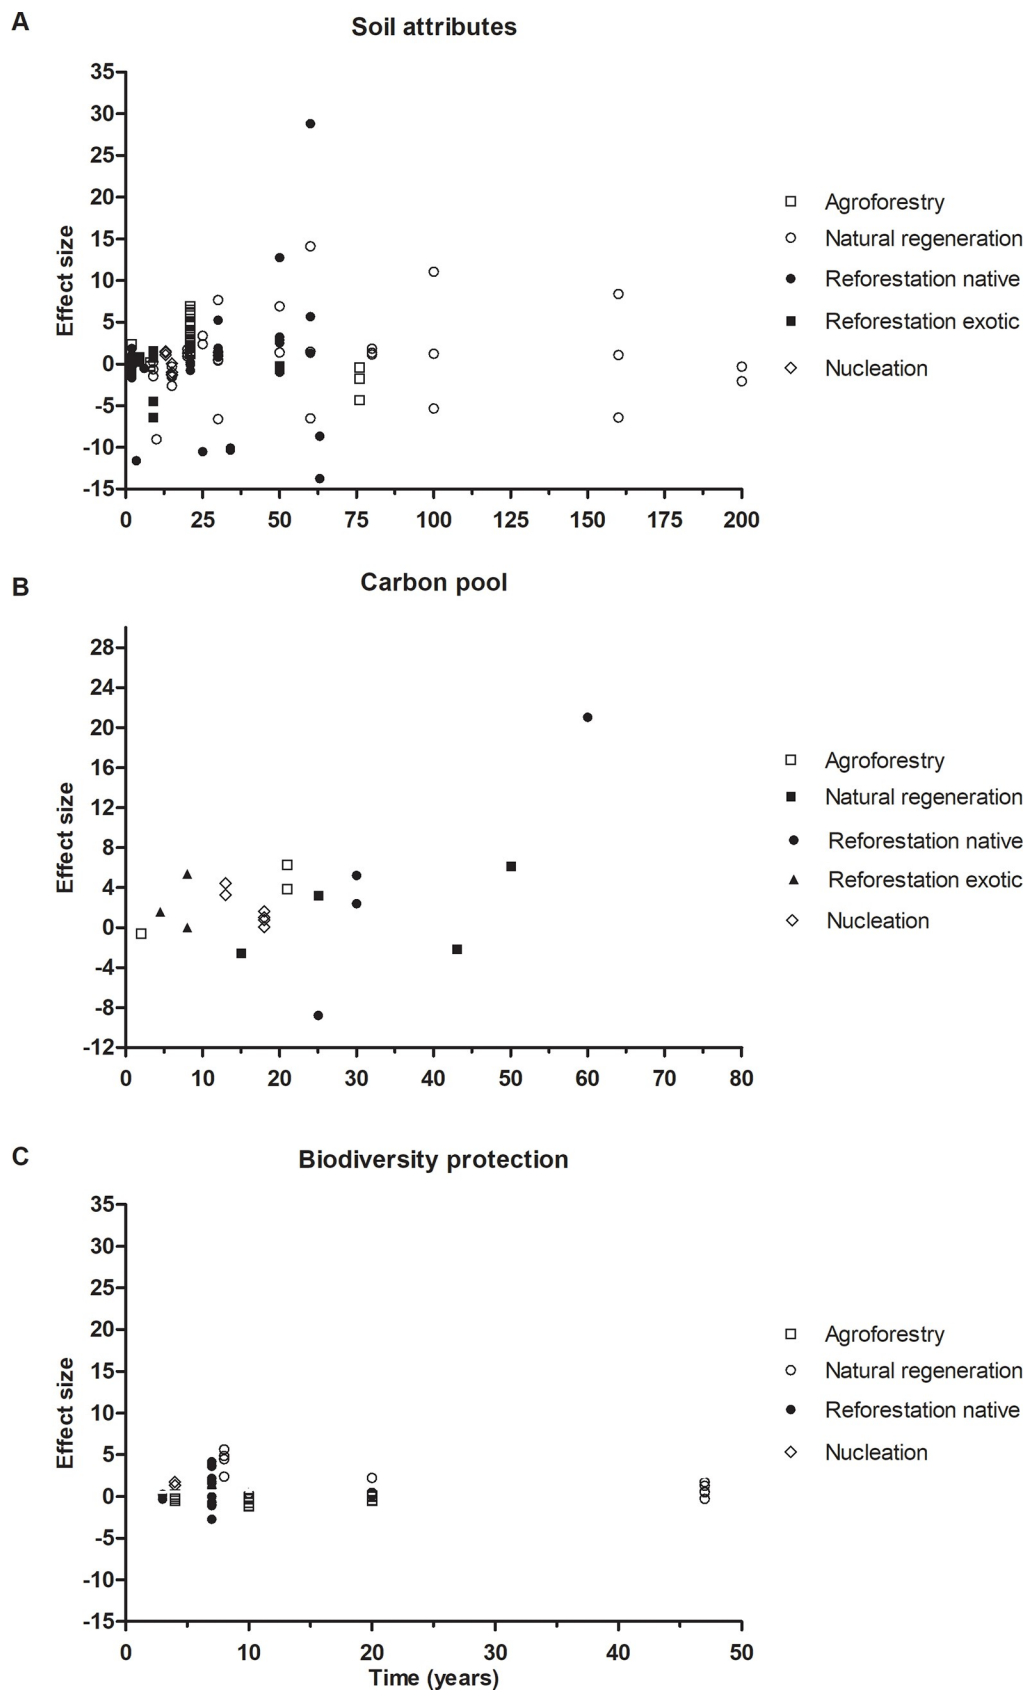 A
Soil attributes
35
30
25
20
15
10
5
0
-5
-10
-15
Effect size
0 25 50 75 100 125 150 175 200
Agroforestry
Natural regeneration
Reforestation native
Reforestation exotic
Nucleation
B
Carbon pool
28
24
20
16
12
8
4
0
-4
-8
-12
Effect size
0 10 20 30 40 50 60 70 80
Agroforestry
Natural regeneration
Reforestation native
Reforestation exotic
Nucleation
C
Biodiversity protection
35
30
25
20
15
10
5
0
-5
-10
-15
Effect size
0 10 20 30 40 50
Time (years)
Agroforestry
Natural regeneration
Reforestation native
Nucleation